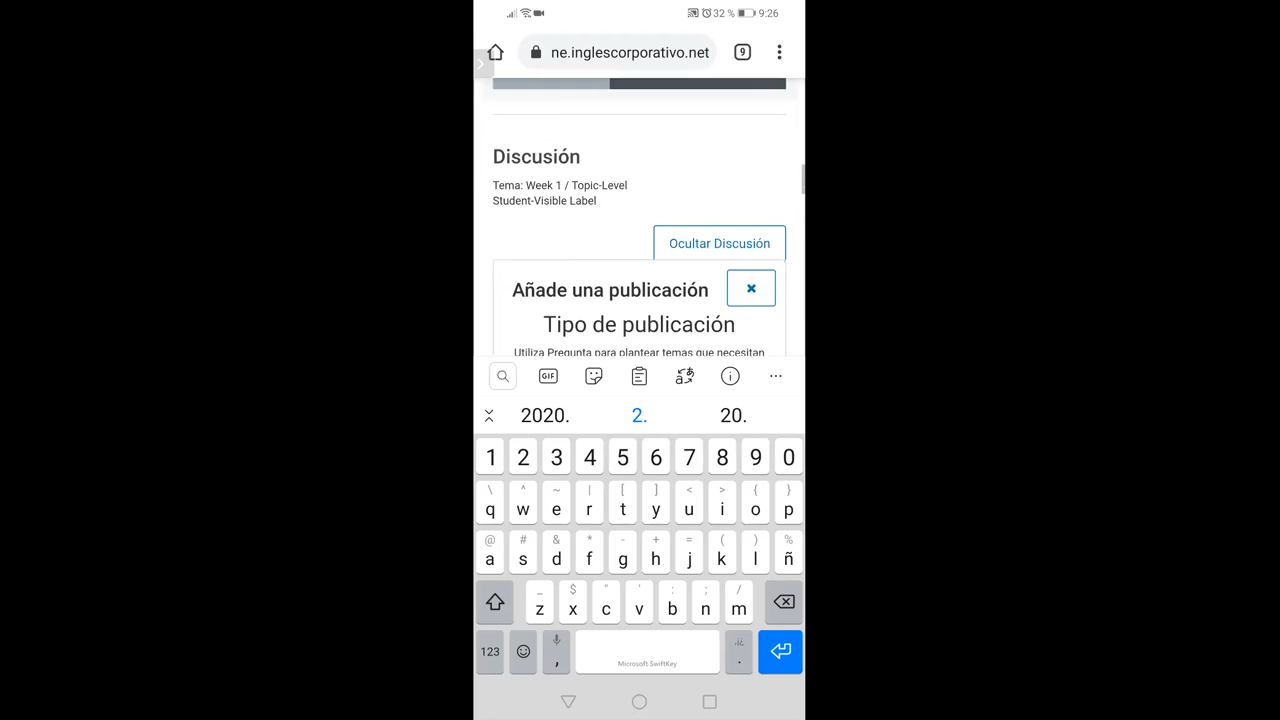 32 % 9:26
ne.inglescorporativo.net 9
Discusión
Tema: Week 1 / Topic-Level
Student-Visible Label
Ocultar Discusión
Añade una publicación
Tipo de publicación
Utiliza Pregunta para plantear temas que necesitan
GIF
2020. 2. 20.
1 2 3 4 5 6 7 8 9 0
\ ^ ~ | [ ] < > { }
q w e r t y u i o p
@ # & * - + = ( ) %
a s d f g h j k l ñ
_ $ " ' : ; /
z x c v b n m
123 , Microsoft SwiftKey .